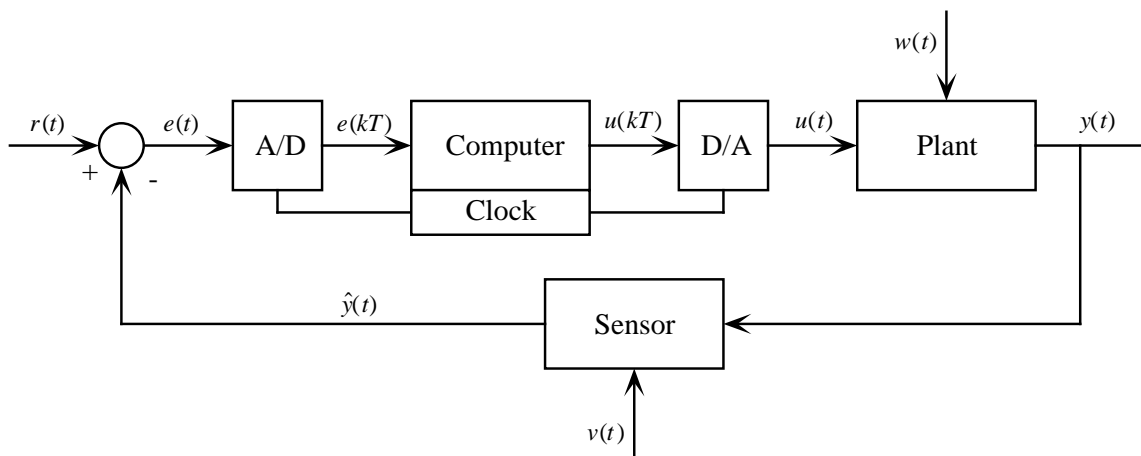 w(t)
r(t)
e(t)
A/D
e(kT)
Computer
u(kT)
D/A
u(t)
Plant
y(t)
+
-
Clock
ŷ(t)
Sensor
v(t)